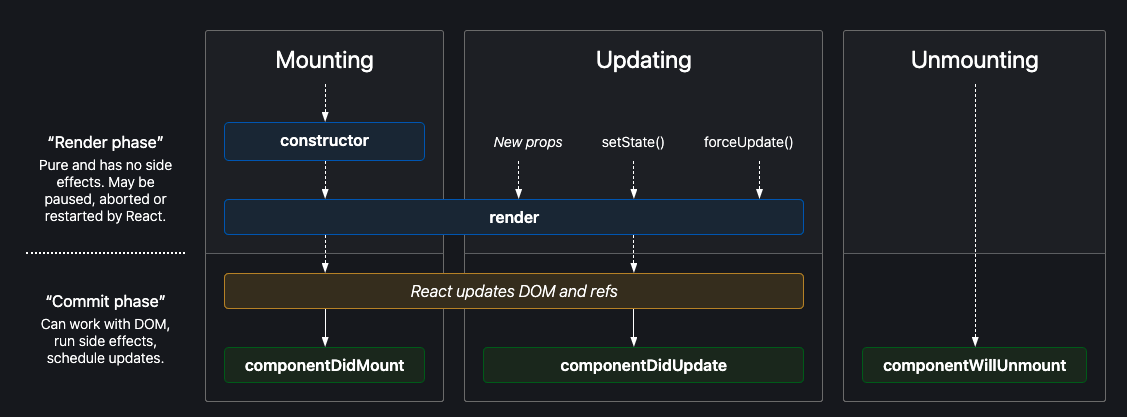 Mounting
Updating
Unmounting
“Render phase”
Pure and has no side
effects. May be
paused, aborted or
restarted by React.
constructor
New props
setState()
forceUpdate()
render
“Commit phase”
Can work with DOM,
run side effects,
schedule updates.
React updates DOM and refs
componentDidMount
componentDidUpdate
componentWillUnmount